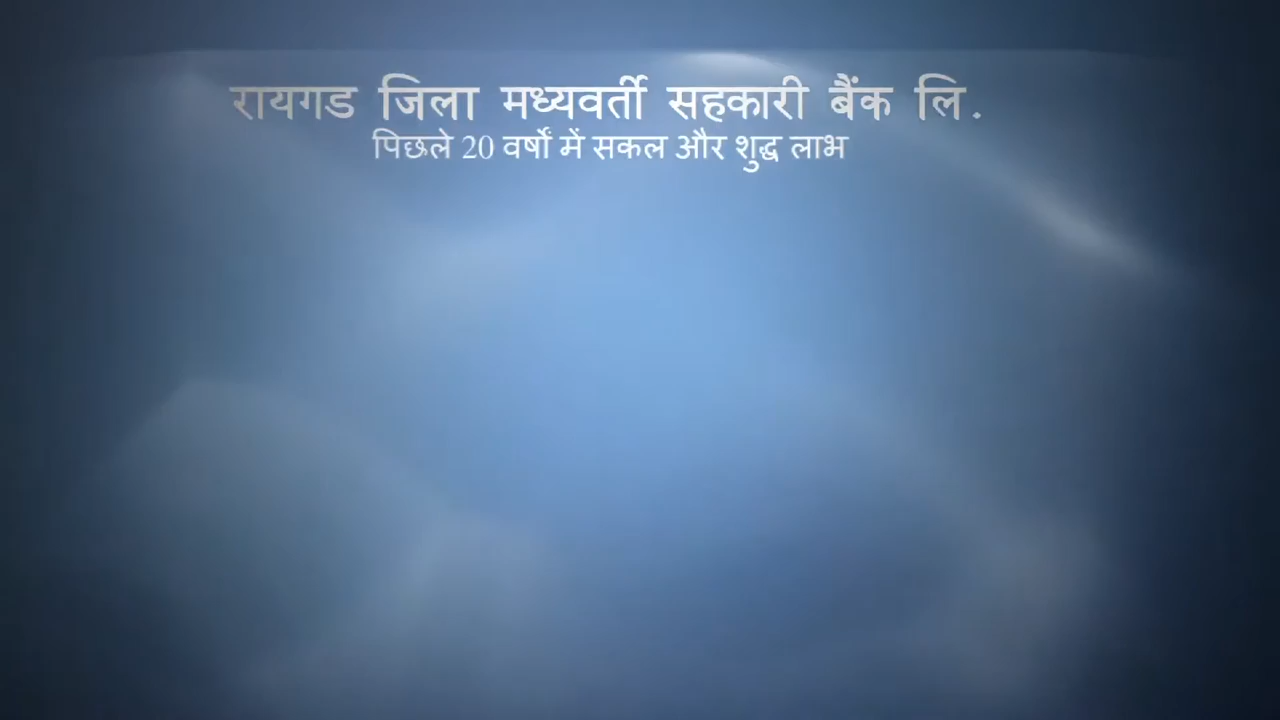 रायगड जिला मध्यवर्ती सहकारी बैंक लि.
पिछले 20 वर्षों में सकल और शुद्ध लाभ